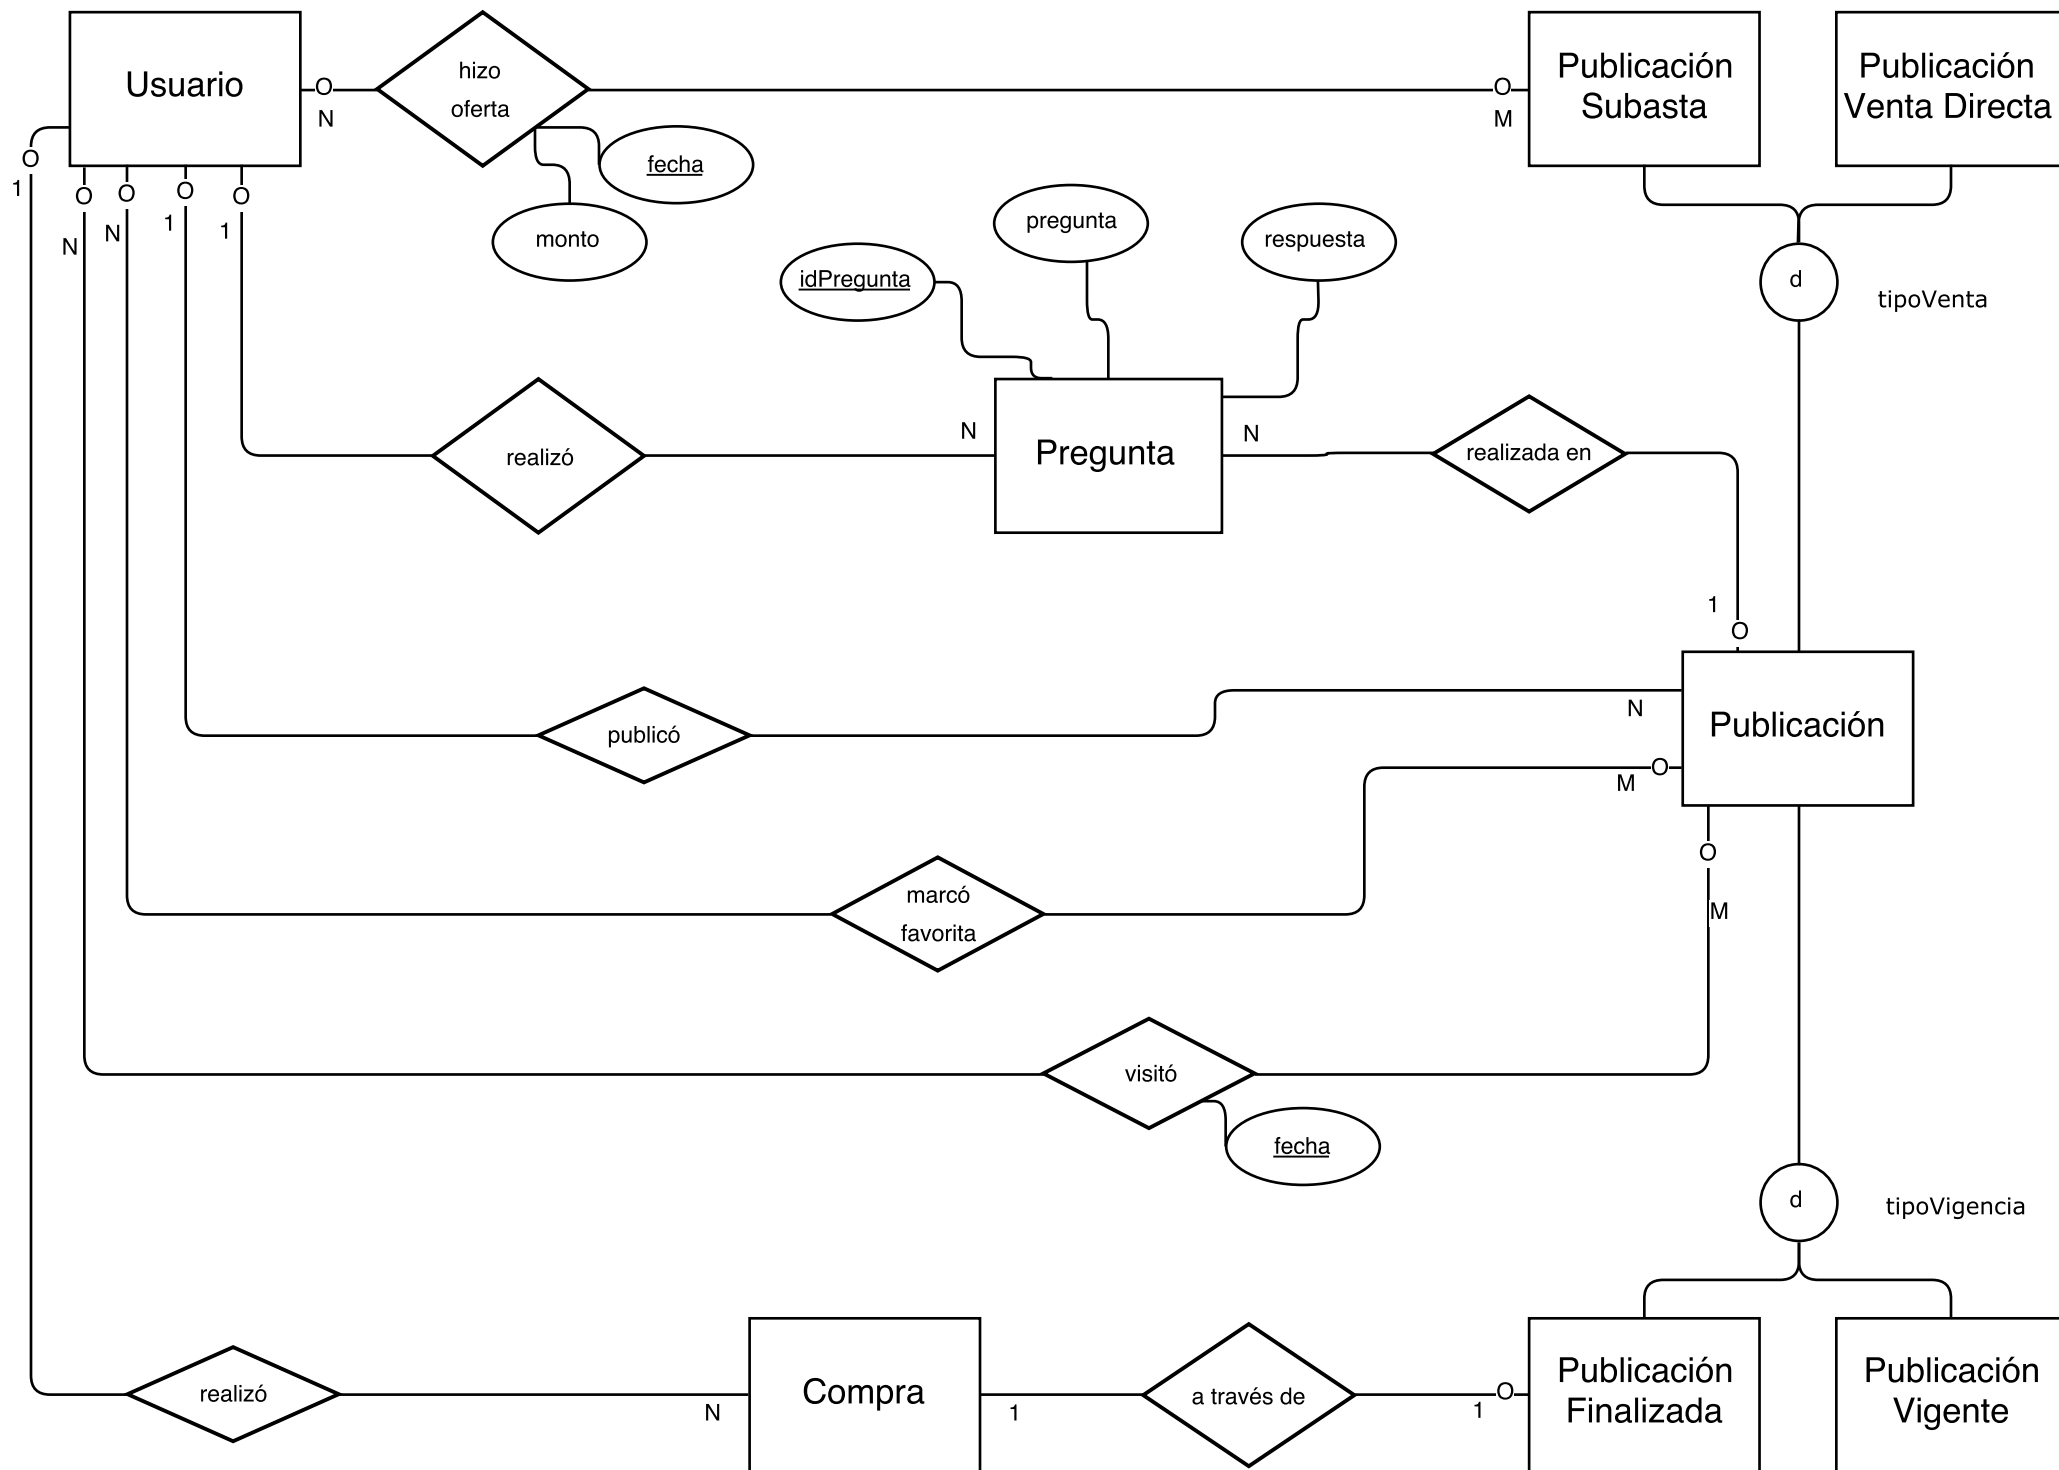 Usuario
hizo
oferta
Publicación
Subasta
Publicación
Venta Directa
O
N
O
M
fecha
monto
O
1
O
N
O
N
O
1
O
1
idPregunta
pregunta
respuesta
d
tipoVenta
realizó
N
Pregunta
N
realizada en
1
O
publicó
N
Publicación
marcó
favorita
M
O
O
M
visitó
fecha
d
tipoVigencia
realizó
N
Compra
1
a través de
1
O
Publicación
Finalizada
Publicación
Vigente